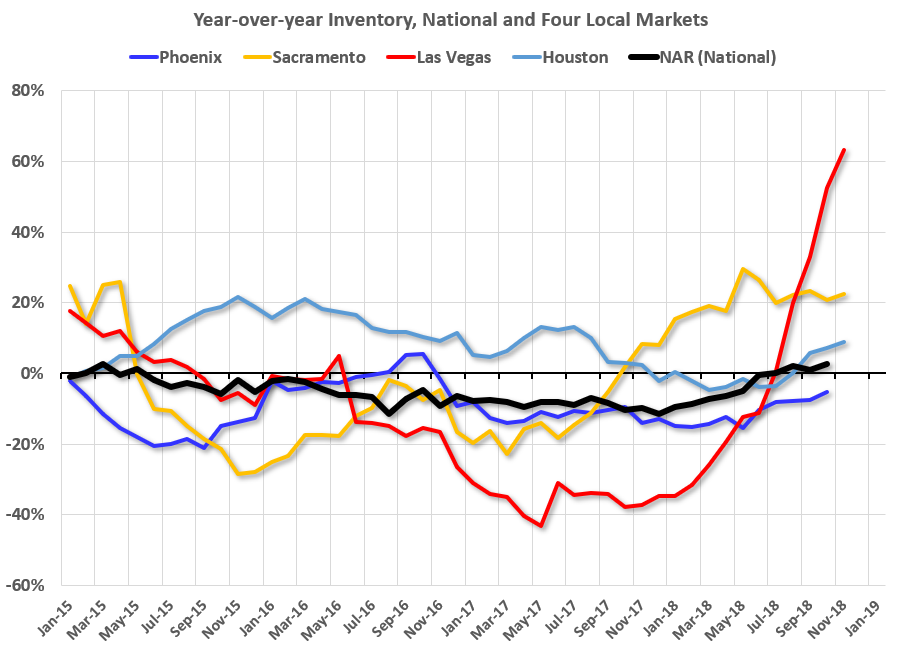 Year-over-year Inventory, National and Four Local Markets
Phoenix Sacramento Las Vegas Houston NAR (National)
80%
60%
40%
20%
0%
-20%
-40%
-60%
Jan-15 Mar-15 May-15 Jul-15 Sep-15 Nov-15 Jan-16 Mar-16 May-16 Jul-16 Sep-16 Nov-16 Jan-17 Mar-17 May-17 Jul-17 Sep-17 Nov-17 Jan-18 Mar-18 May-18 Jul-18 Sep-18 Nov-18 Jan-19